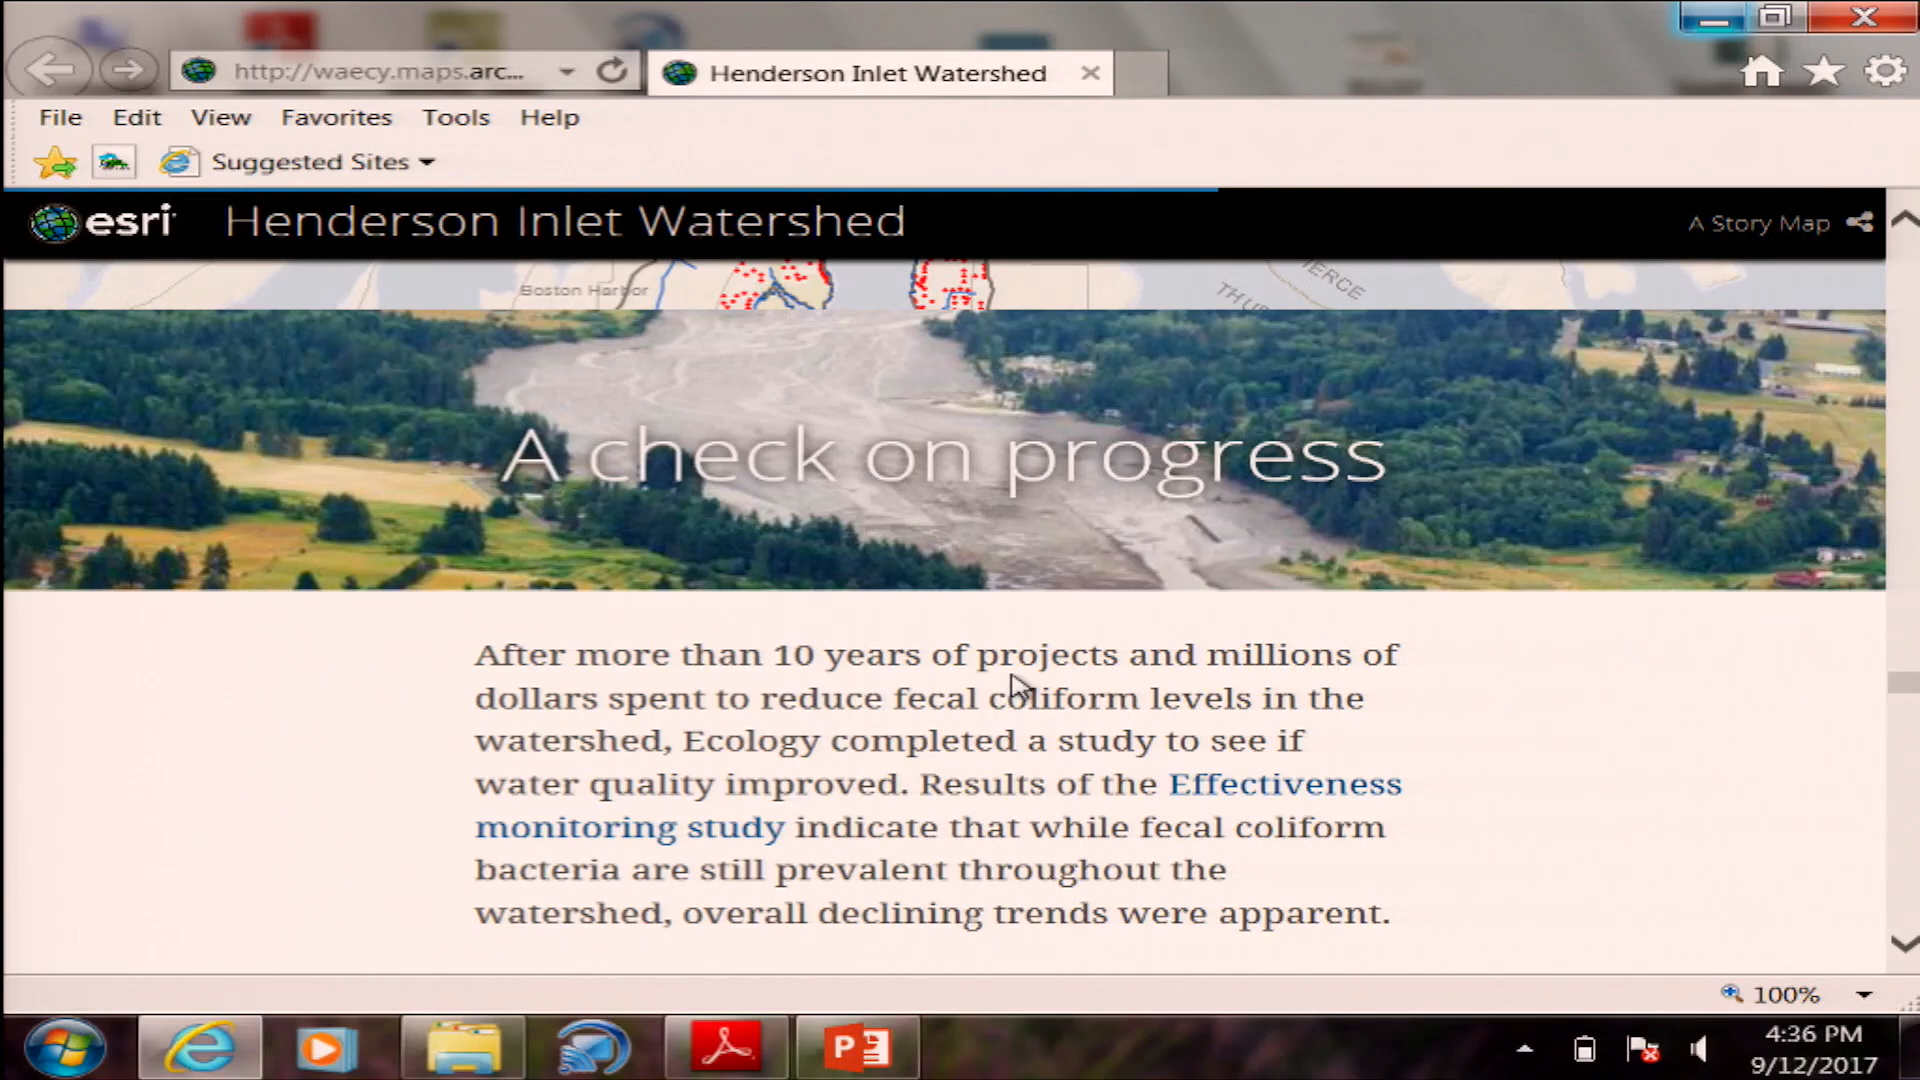 http://waecy.maps.arc...
Henderson Inlet Watershed
File Edit View Favorites Tools Help
Suggested Sites
esri
Henderson Inlet Watershed
A Story Map
Boston Harbor
THUR
IERCE
A check on progress
After more than 10 years of projects and millions of
dollars spent to reduce fecal coliform levels in the
watershed, Ecology completed a study to see if
water quality improved. Results of the Effectiveness
monitoring study indicate that while fecal coliform
bacteria are still prevalent throughout the
watershed, overall declining trends were apparent.
100%
4:36 PM
9/12/2017